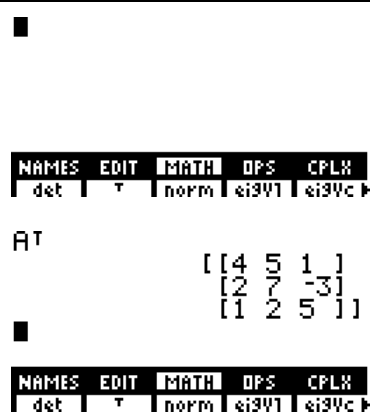 NAMES EDIT MATH OPS CPLX
det T norm eigVl eigVc ▶
Aᵀ
[[4 5 1 ]
[2 7 -3]
[1 2 5 ]]
NAMES EDIT MATH OPS CPLX
det T norm eigVl eigVc ▶